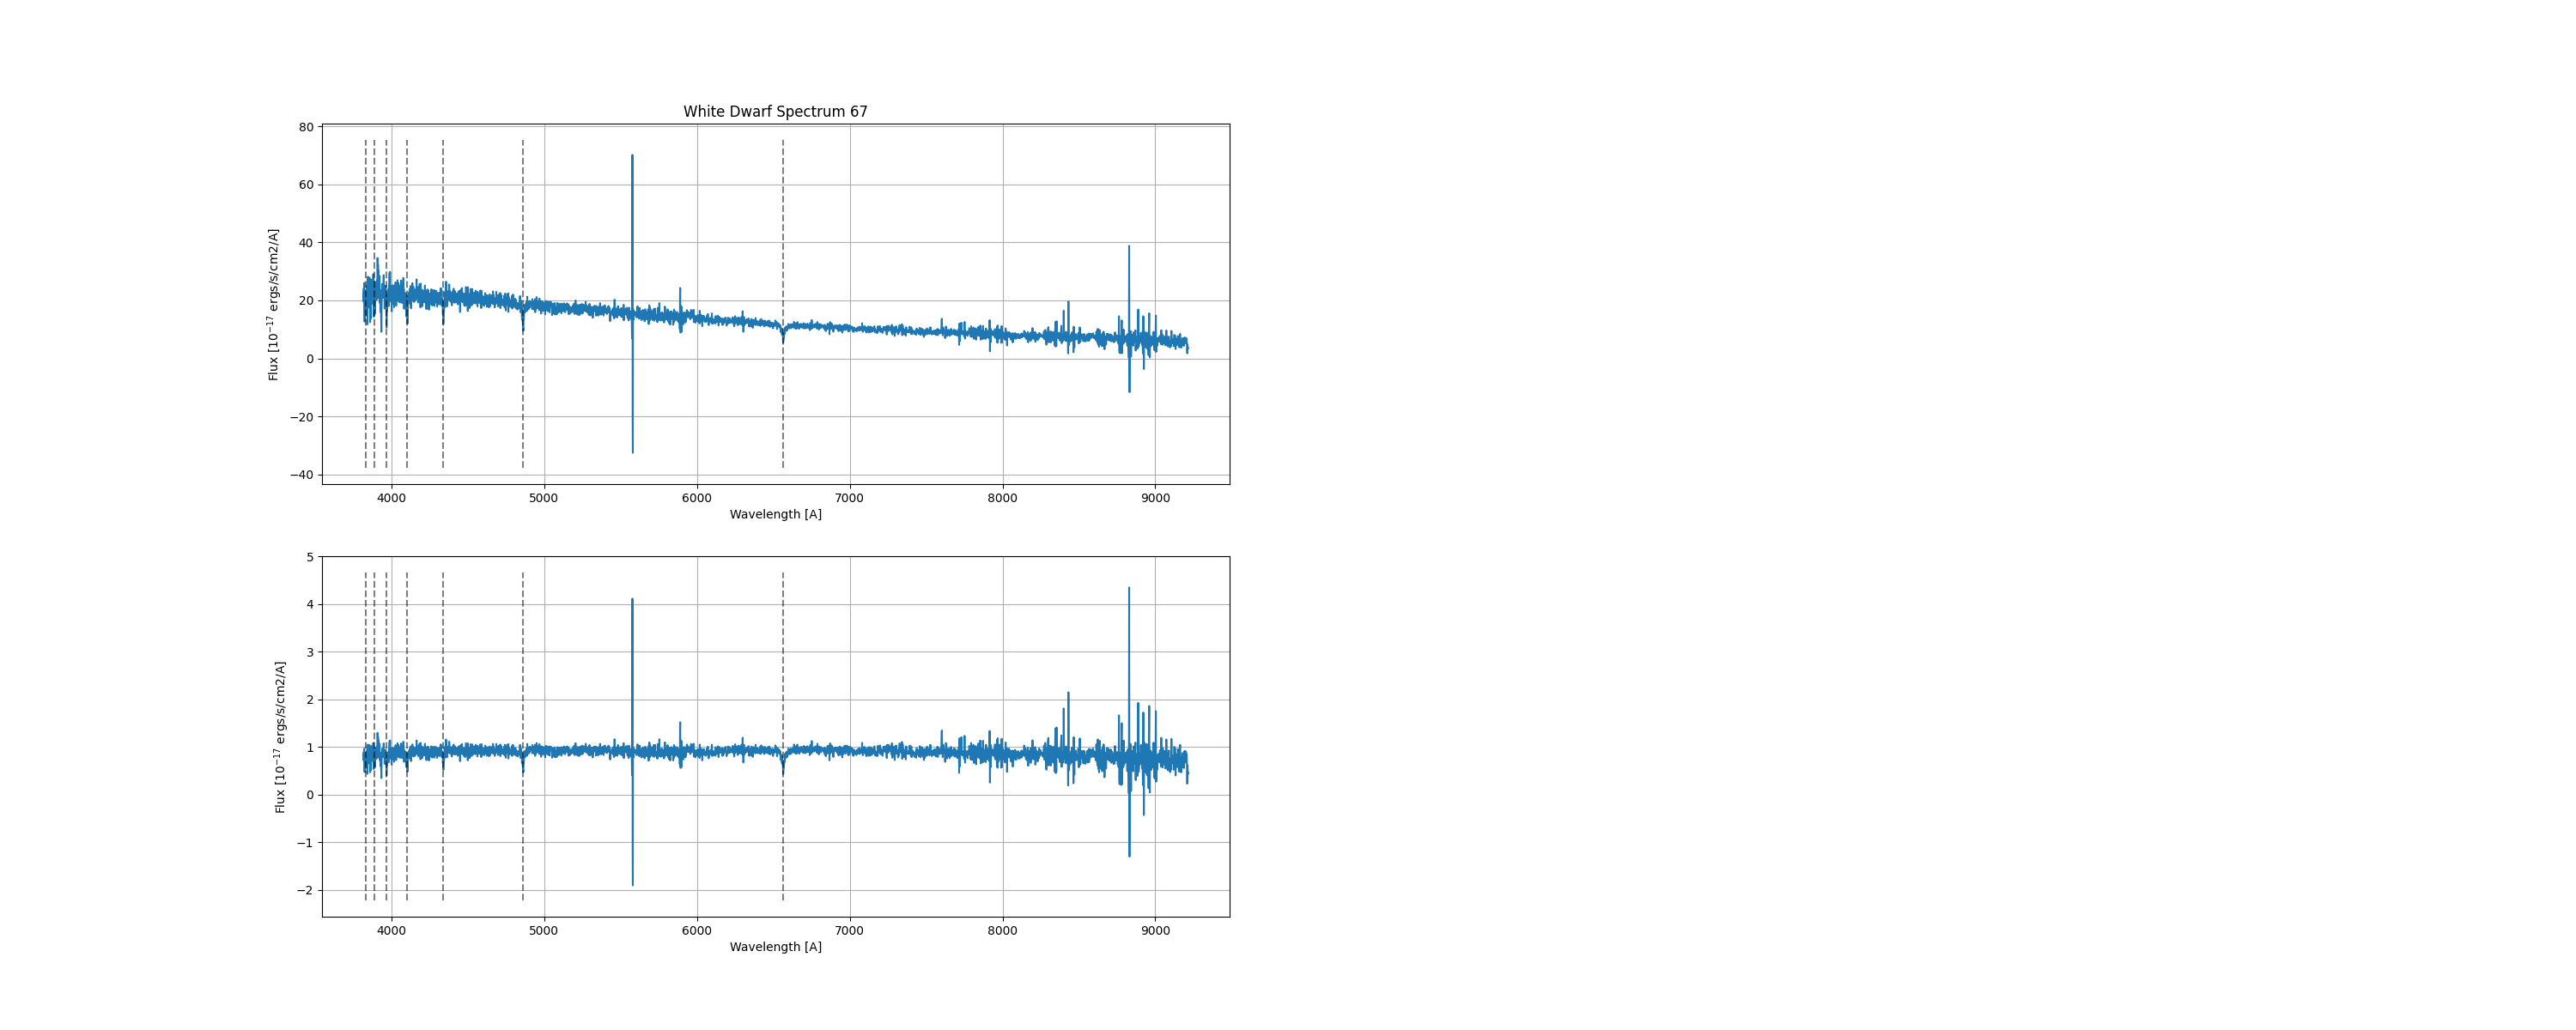 White Dwarf Spectrum 67
80
60
40
20
0
−20
−40
Flux [10⁻¹⁷ ergs/s/cm2/A]
4000 5000 6000 7000 8000 9000
Wavelength [A]
5
4
3
2
1
0
−1
−2
Flux [10⁻¹⁷ ergs/s/cm2/A]
4000 5000 6000 7000 8000 9000
Wavelength [A]